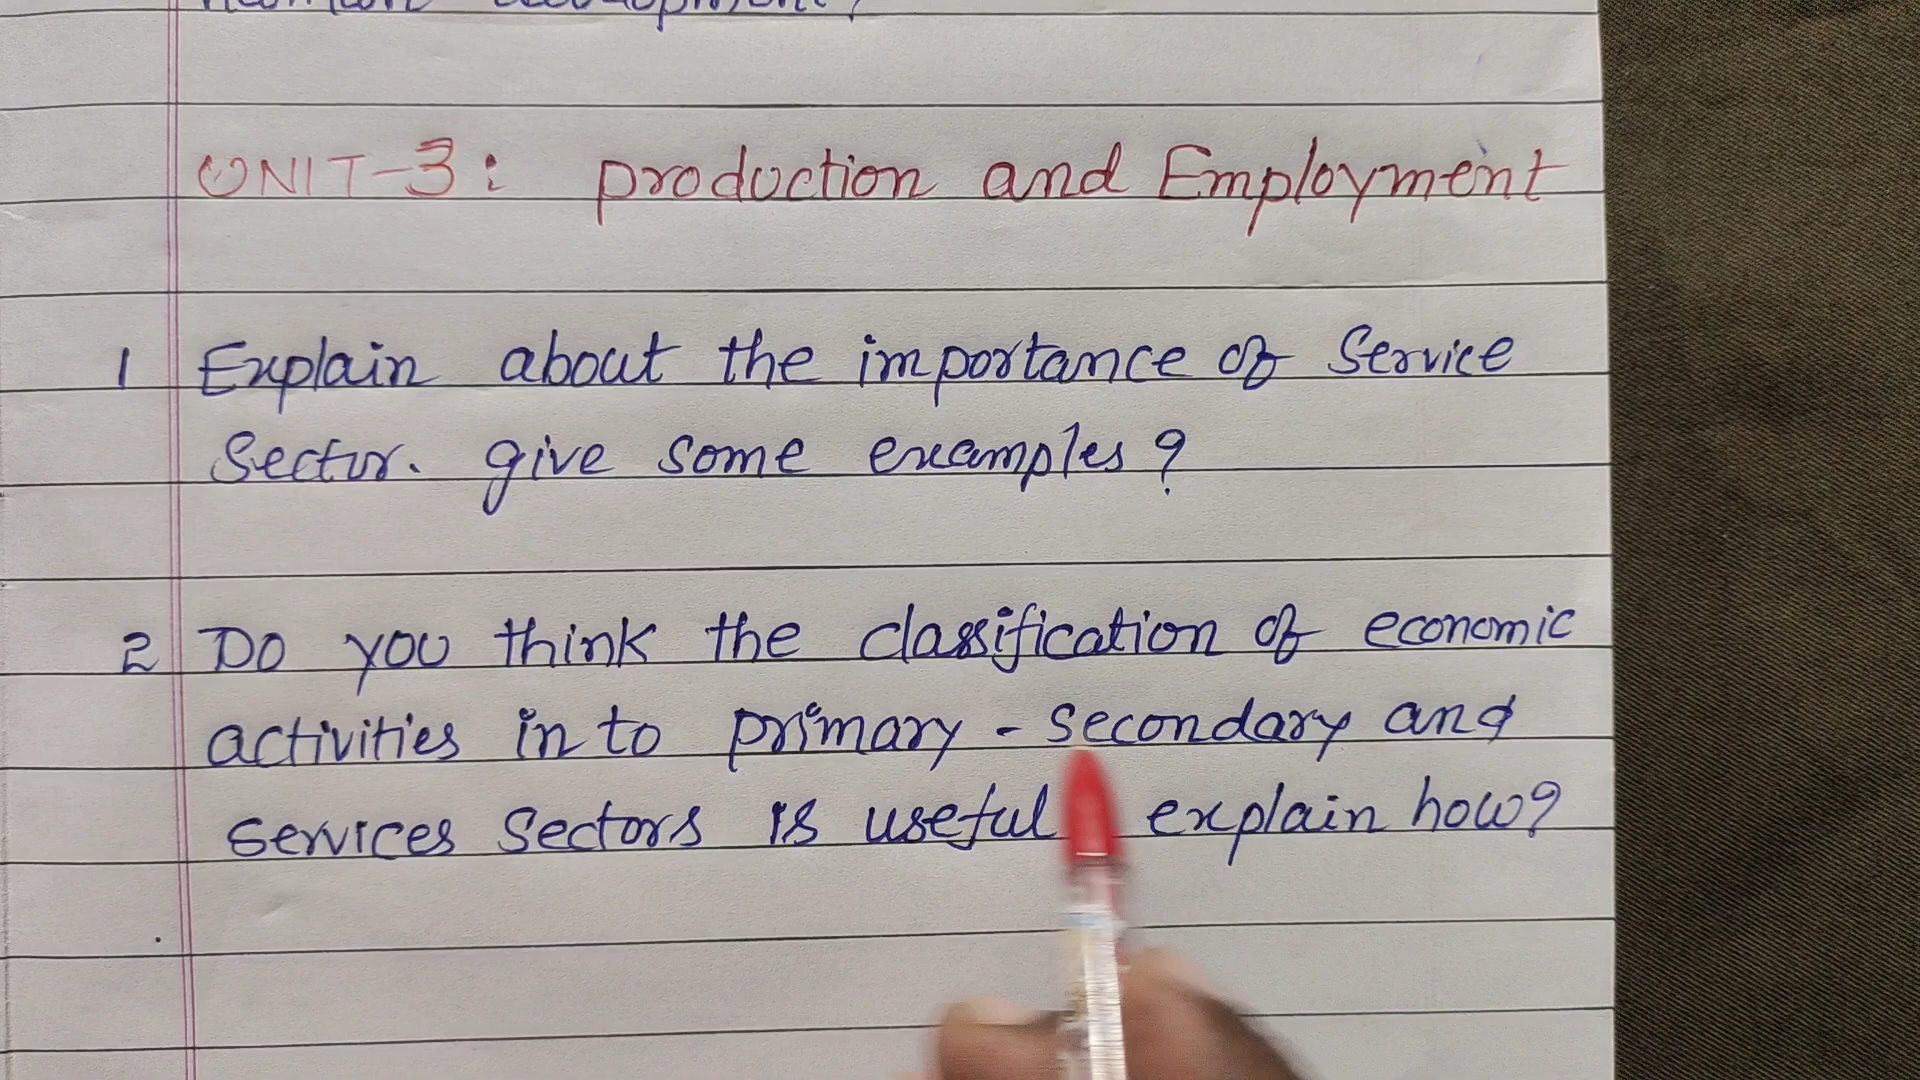 development?
UNIT-3: production and Employment
1 Explain about the importance of Service
Sector. give some examples?
2 Do you think the classification of economic
activities in to primary - secondary and
services Sectors is useful explain how?